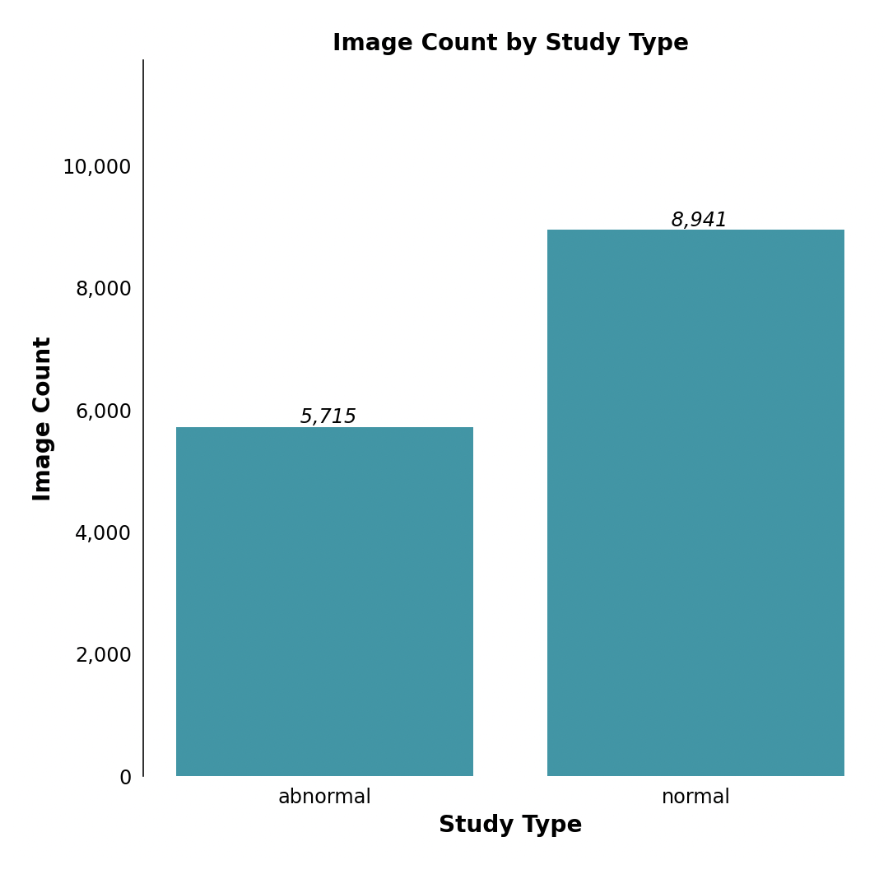 Image Count by Study Type
10,000
8,941
8,000
Image Count
6,000
5,715
4,000
2,000
0
abnormal normal
Study Type